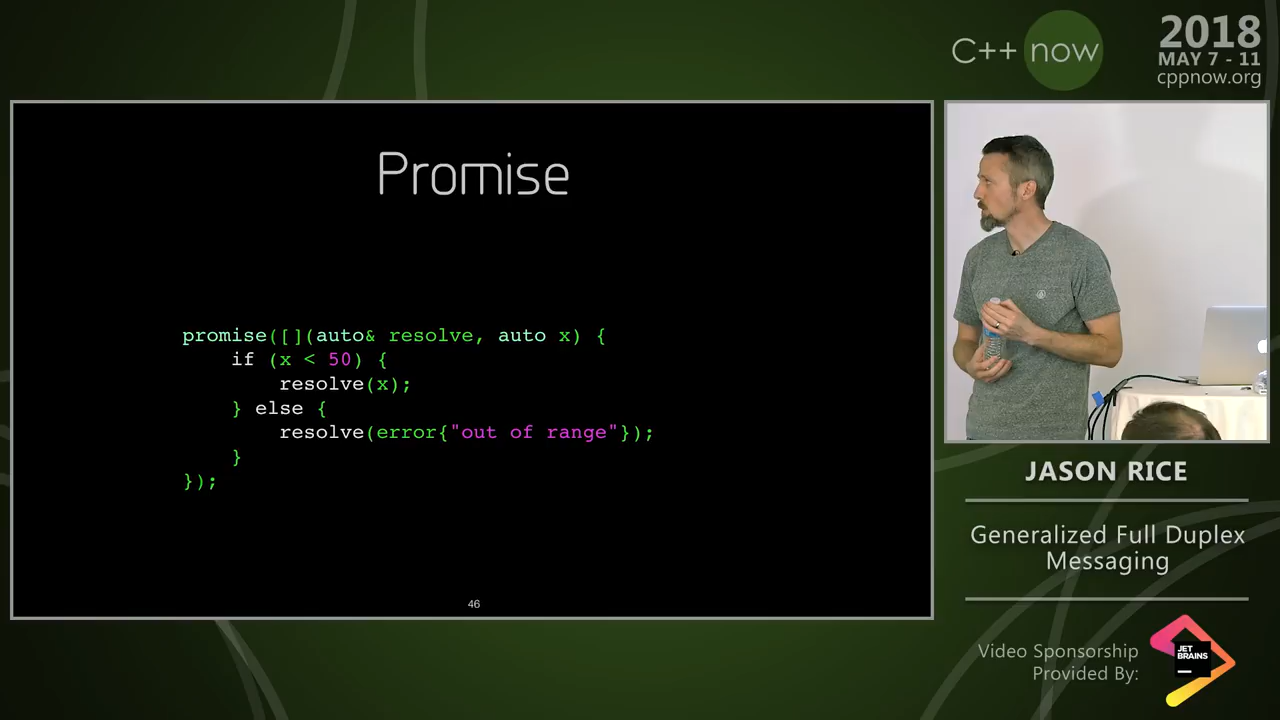 C++ now
2018
MAY 7 - 11
cppnow.org
Promise
promise([](auto& resolve, auto x) {
    if (x < 50) {
        resolve(x);
    } else {
        resolve(error{"out of range"});
    }
});
46
JASON RICE
Generalized Full Duplex
Messaging
Video Sponsorship
Provided By:
JET
BRAINS